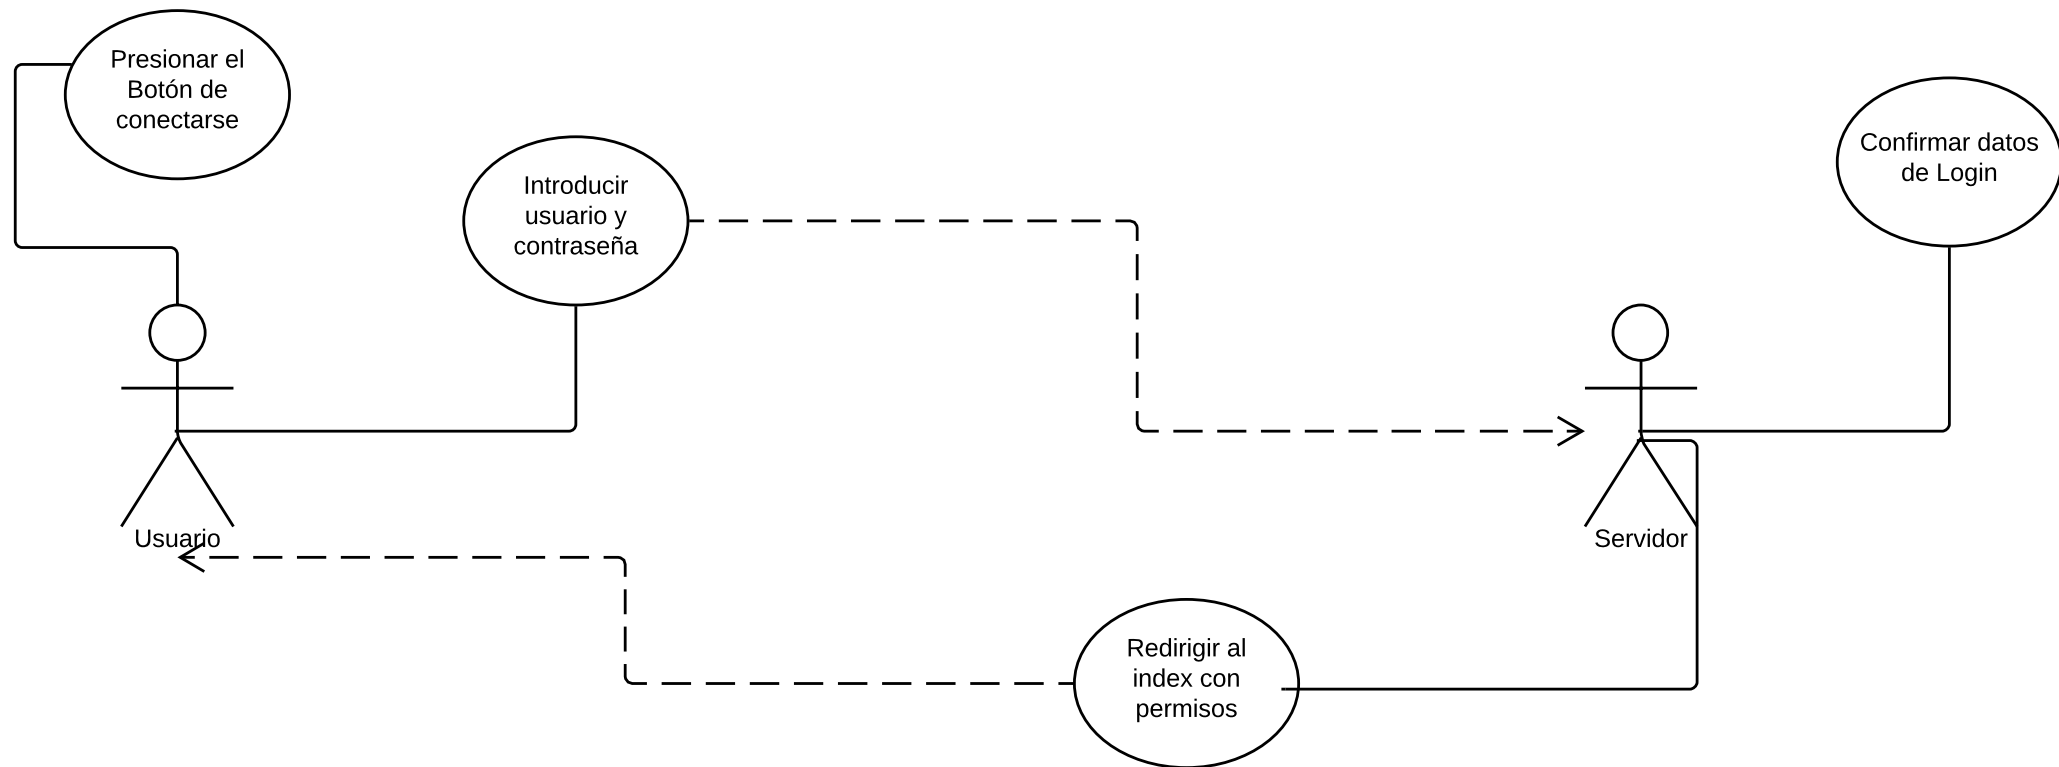 Presionar el
Botón de
conectarse
Introducir
usuario y
contraseña
Confirmar datos
de Login
Usuario
Servidor
Redirigir al
index con
permisos